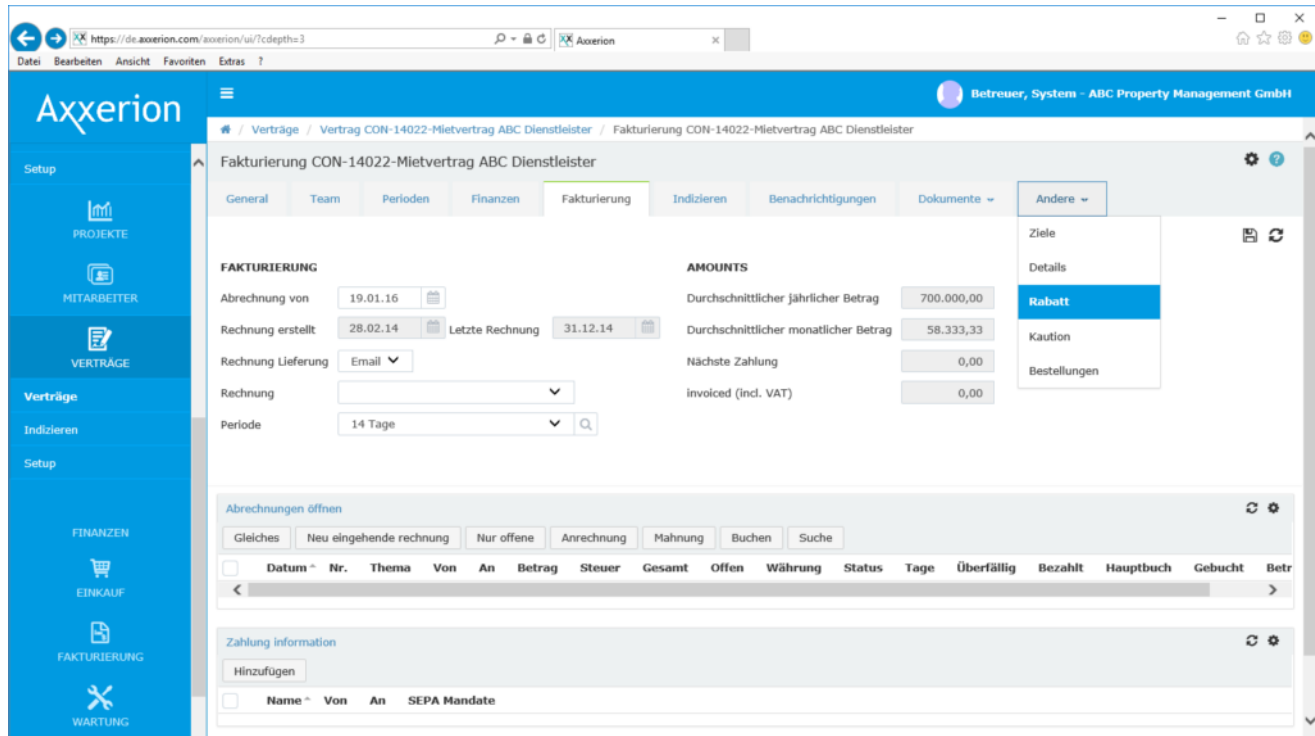 https://de.axxerion.com/axxerion/ui/?cdepth=3
Axxerion
Datei Bearbeiten Ansicht Favoriten Extras ?
Axxerion
Betreuer, System - ABC Property Management GmbH
/ Verträge / Vertrag CON-14022-Mietvertrag ABC Dienstleister / Fakturierung CON-14022-Mietvertrag ABC Dienstleister
Setup
PROJEKTE
MITARBEITER
VERTRÄGE
Verträge
Indizieren
Setup
FINANZEN
EINKAUF
FAKTURIERUNG
WARTUNG
Fakturierung CON-14022-Mietvertrag ABC Dienstleister
General Team Perioden Finanzen Fakturierung Indizieren Benachrichtigungen Dokumente Andere
Ziele
Details
Rabatt
Kaution
Bestellungen
FAKTURIERUNG
Abrechnung von 19.01.16
Rechnung erstellt 28.02.14 Letzte Rechnung 31.12.14
Rechnung Lieferung Email
Rechnung
Periode 14 Tage
AMOUNTS
Durchschnittlicher jährlicher Betrag 700.000,00
Durchschnittlicher monatlicher Betrag 58.333,33
Nächste Zahlung 0,00
invoiced (incl. VAT) 0,00
Abrechnungen öffnen
Gleiches Neu eingehende rechnung Nur offene Anrechnung Mahnung Buchen Suche
Datum Nr. Thema Von An Betrag Steuer Gesamt Offen Währung Status Tage Überfällig Bezahlt Hauptbuch Gebucht Betr
Zahlung information
Hinzufügen
Name Von An SEPA Mandate